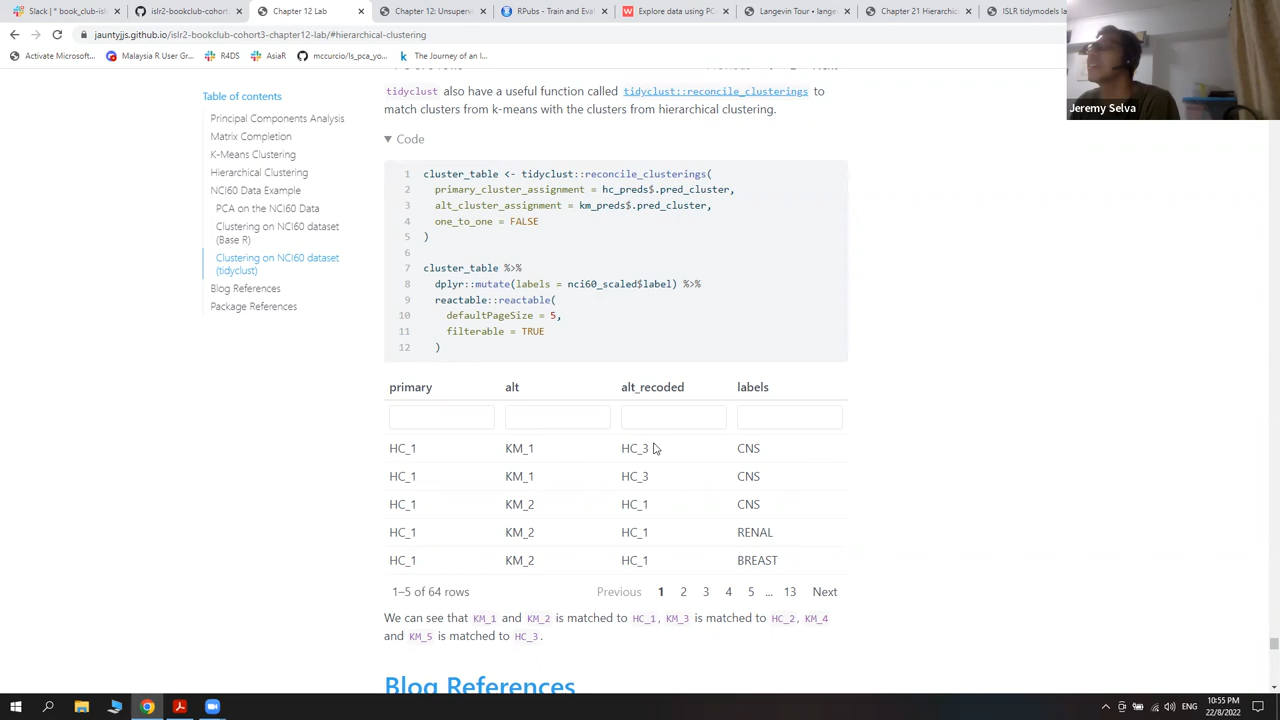 Slack | book_club-isl
islr2-bookclub-cohort
Chapter 12 Lab
Chapter 12: Unsuperv
RPubs - Train and Eval
Explore data using PC
Langevin Tour • lange
Chapter 21 Hierarchic
ISLR tidymodels la
jauntyjjs.github.io/islr2-bookclub-cohort3-chapter12-lab/#hierarchical-clustering
Activate Microsoft...
Malaysia R User Gr...
R4DS
AsiaR
mccurcio/Is_pca_yo...
The Journey of an I...
Jeremy Selva
Table of contents
Principal Components Analysis
Matrix Completion
K-Means Clustering
Hierarchical Clustering
NCI60 Data Example
PCA on the NCI60 Data
Clustering on NCI60 dataset
(Base R)
Clustering on NCI60 dataset
(tidyclust)
Blog References
Package References
tidyclust also have a useful function called tidyclust::reconcile_clusterings to
match clusters from k-means with the clusters from hierarchical clustering.
Code
1 cluster_table <- tidyclust::reconcile_clusterings(
2 primary_cluster_assignment = hc_preds$.pred_cluster,
3 alt_cluster_assignment = km_preds$.pred_cluster,
4 one_to_one = FALSE
5 )
6
7 cluster_table %>%
8 dplyr::mutate(labels = nci60_scaled$label) %>%
9 reactable::reactable(
10 defaultPageSize = 5,
11 filterable = TRUE
12 )
primary alt alt_recoded labels
HC_1 KM_1 HC_3 CNS
HC_1 KM_1 HC_3 CNS
HC_1 KM_2 HC_1 CNS
HC_1 KM_2 HC_1 RENAL
HC_1 KM_2 HC_1 BREAST
1–5 of 64 rows Previous 1 2 3 4 5 ... 13 Next
We can see that KM_1 and KM_2 is matched to HC_1, KM_3 is matched to HC_2, KM_4
and KM_5 is matched to HC_3.
Blog References
ENG
10:55 PM
22/8/2022